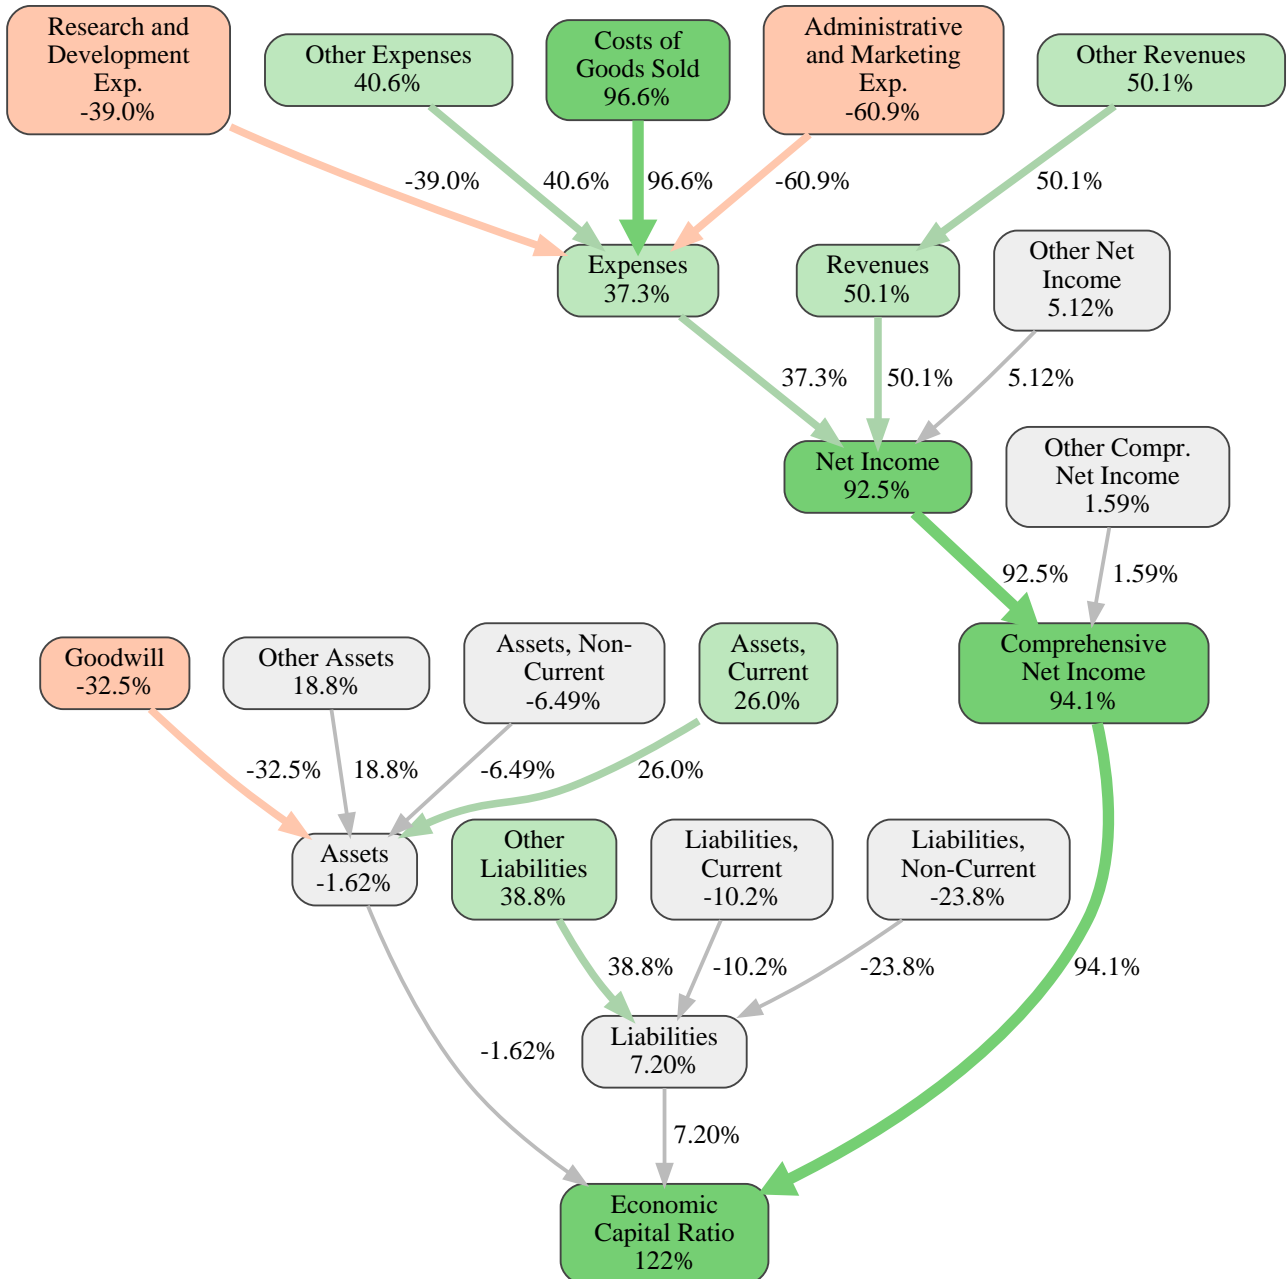 Research and
Development
Exp.
-39.0%
Other Expenses
40.6%
Costs of
Goods Sold
96.6%
Administrative
and Marketing
Exp.
-60.9%
Other Revenues
50.1%
-39.0%
40.6%
96.6%
-60.9%
50.1%
Expenses
37.3%
Revenues
50.1%
Other Net
Income
5.12%
37.3%
50.1%
5.12%
Net Income
92.5%
Other Compr.
Net Income
1.59%
92.5%
1.59%
Goodwill
-32.5%
Other Assets
18.8%
Assets, Non-
Current
-6.49%
Assets,
Current
26.0%
Comprehensive
Net Income
94.1%
-32.5%
18.8%
-6.49%
26.0%
Assets
-1.62%
Other
Liabilities
38.8%
Liabilities,
Current
-10.2%
Liabilities,
Non-Current
-23.8%
38.8%
-10.2%
-23.8%
94.1%
Liabilities
7.20%
-1.62%
7.20%
Economic
Capital Ratio
122%